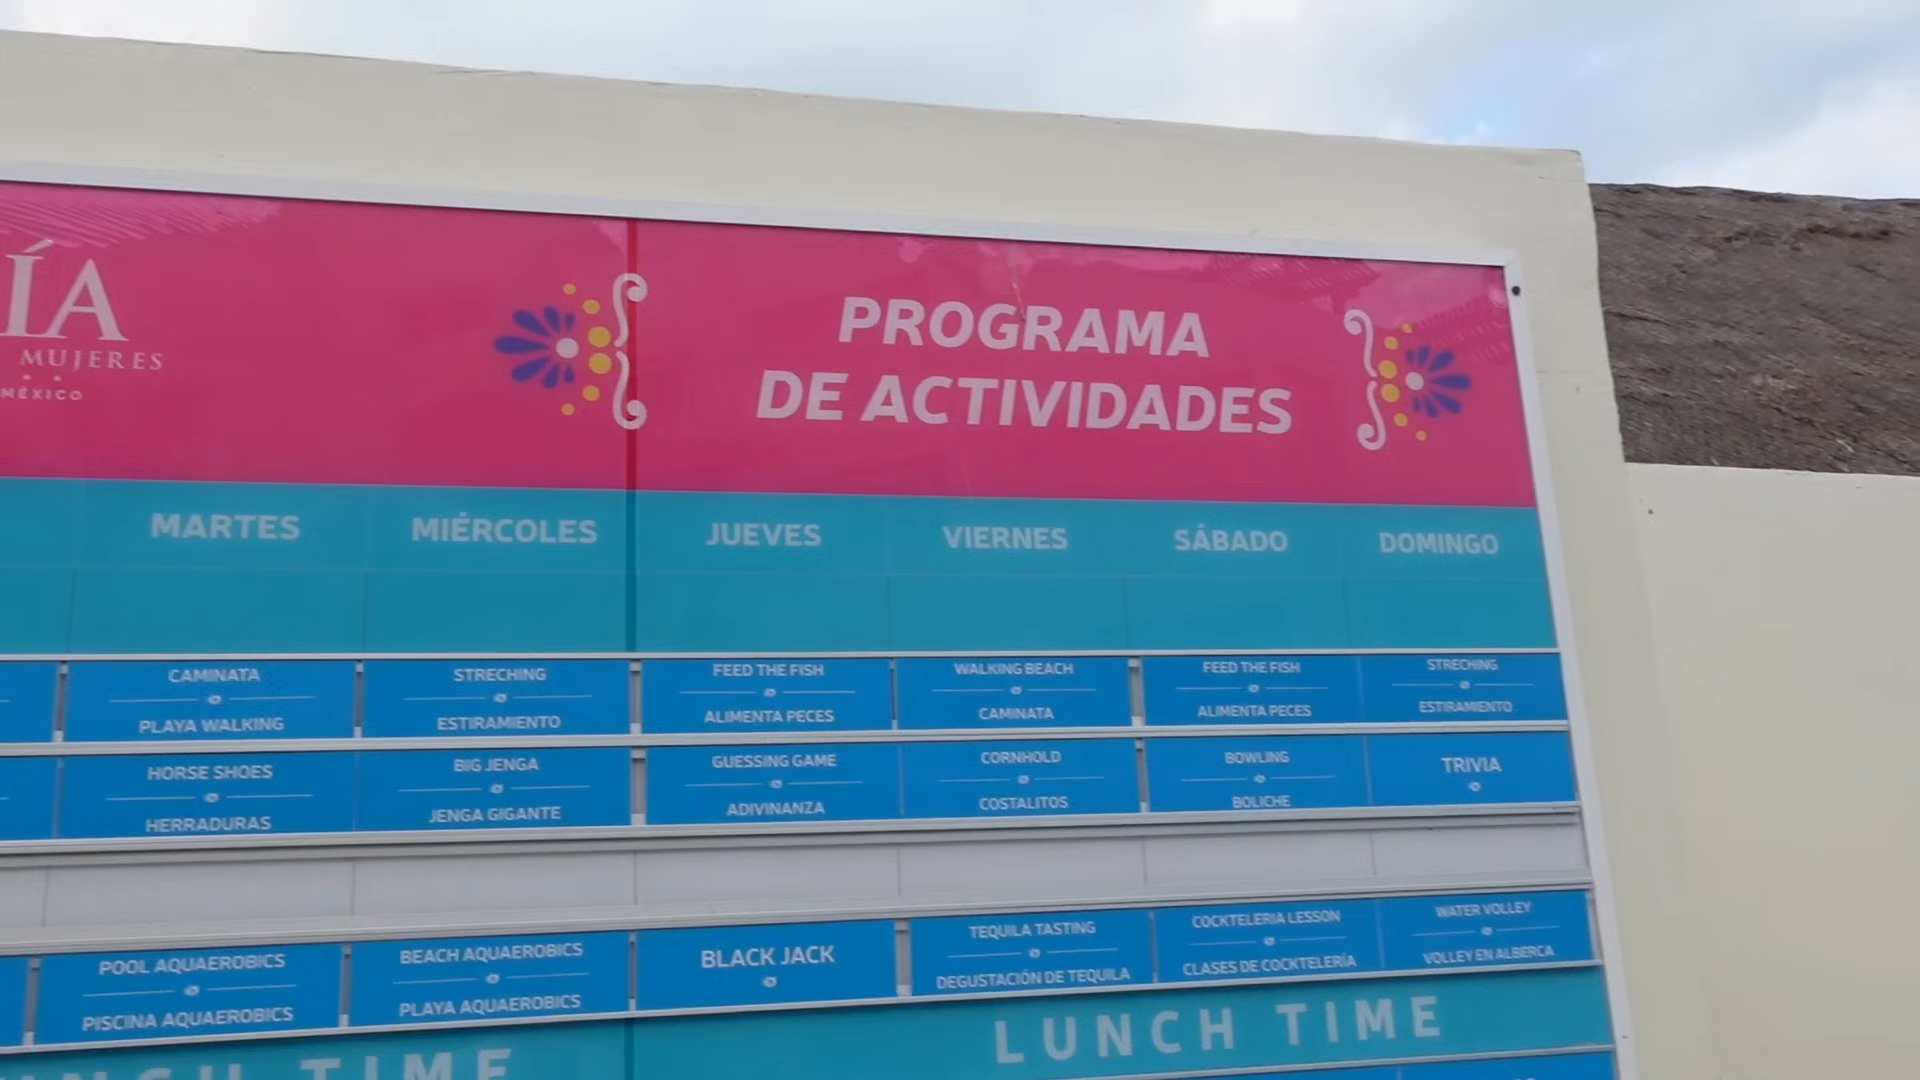 ÍA
MUJERES
MÉXICO
PROGRAMA
DE ACTIVIDADES
MARTES
MIÉRCOLES
JUEVES
VIERNES
SÁBADO
DOMINGO
CAMINATA
PLAYA WALKING
STRECHING
ESTIRAMIENTO
FEED THE FISH
ALIMENTA PECES
WALKING BEACH
CAMINATA
FEED THE FISH
ALIMENTA PECES
STRECHING
ESTIRAMIENTO
HORSE SHOES
HERRADURAS
BIG JENGA
JENGA GIGANTE
GUESSING GAME
ADIVINANZA
CORNHOLD
COSTALITOS
BOWLING
BOLICHE
TRIVIA
POOL AQUAEROBICS
PISCINA AQUAEROBICS
BEACH AQUAEROBICS
PLAYA AQUAEROBICS
BLACK JACK
TEQUILA TASTING
DEGUSTACIÓN DE TEQUILA
COCKTELERIA LESSON
CLASES DE COCKTELERÍA
WATER VOLLEY
VOLLEY EN ALBERCA
LUNCH TIME
UNCH TIME